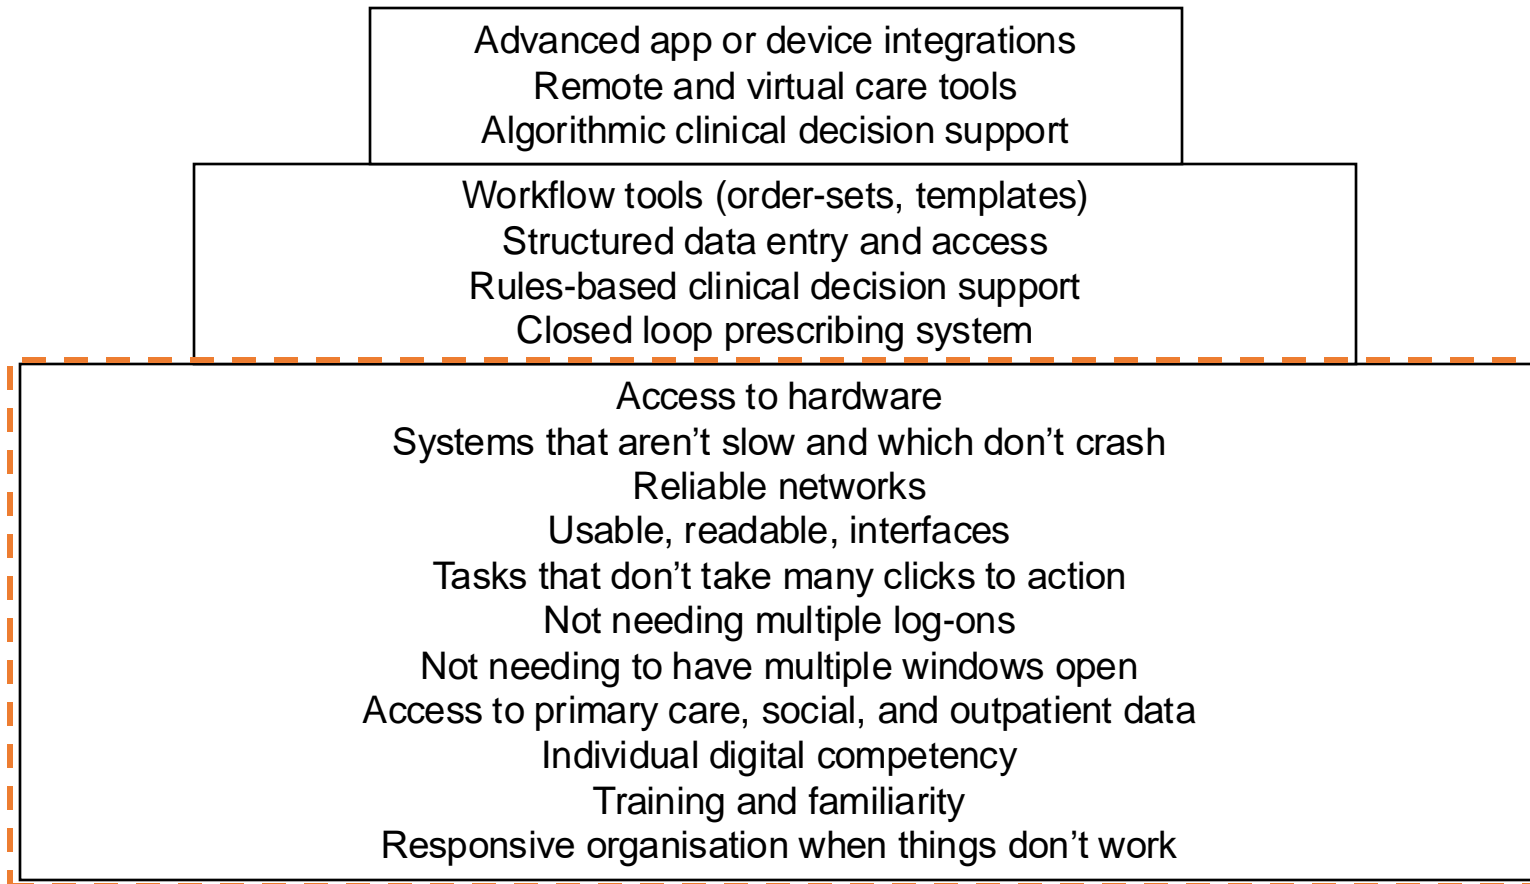 Advanced app or device integrations
Remote and virtual care tools
Algorithmic clinical decision support
Workflow tools (order-sets, templates)
Structured data entry and access
Rules-based clinical decision support
Closed loop prescribing system
Access to hardware
Systems that aren’t slow and which don’t crash
Reliable networks
Usable, readable, interfaces
Tasks that don’t take many clicks to action
Not needing multiple log-ons
Not needing to have multiple windows open
Access to primary care, social, and outpatient data
Individual digital competency
Training and familiarity
Responsive organisation when things don’t work